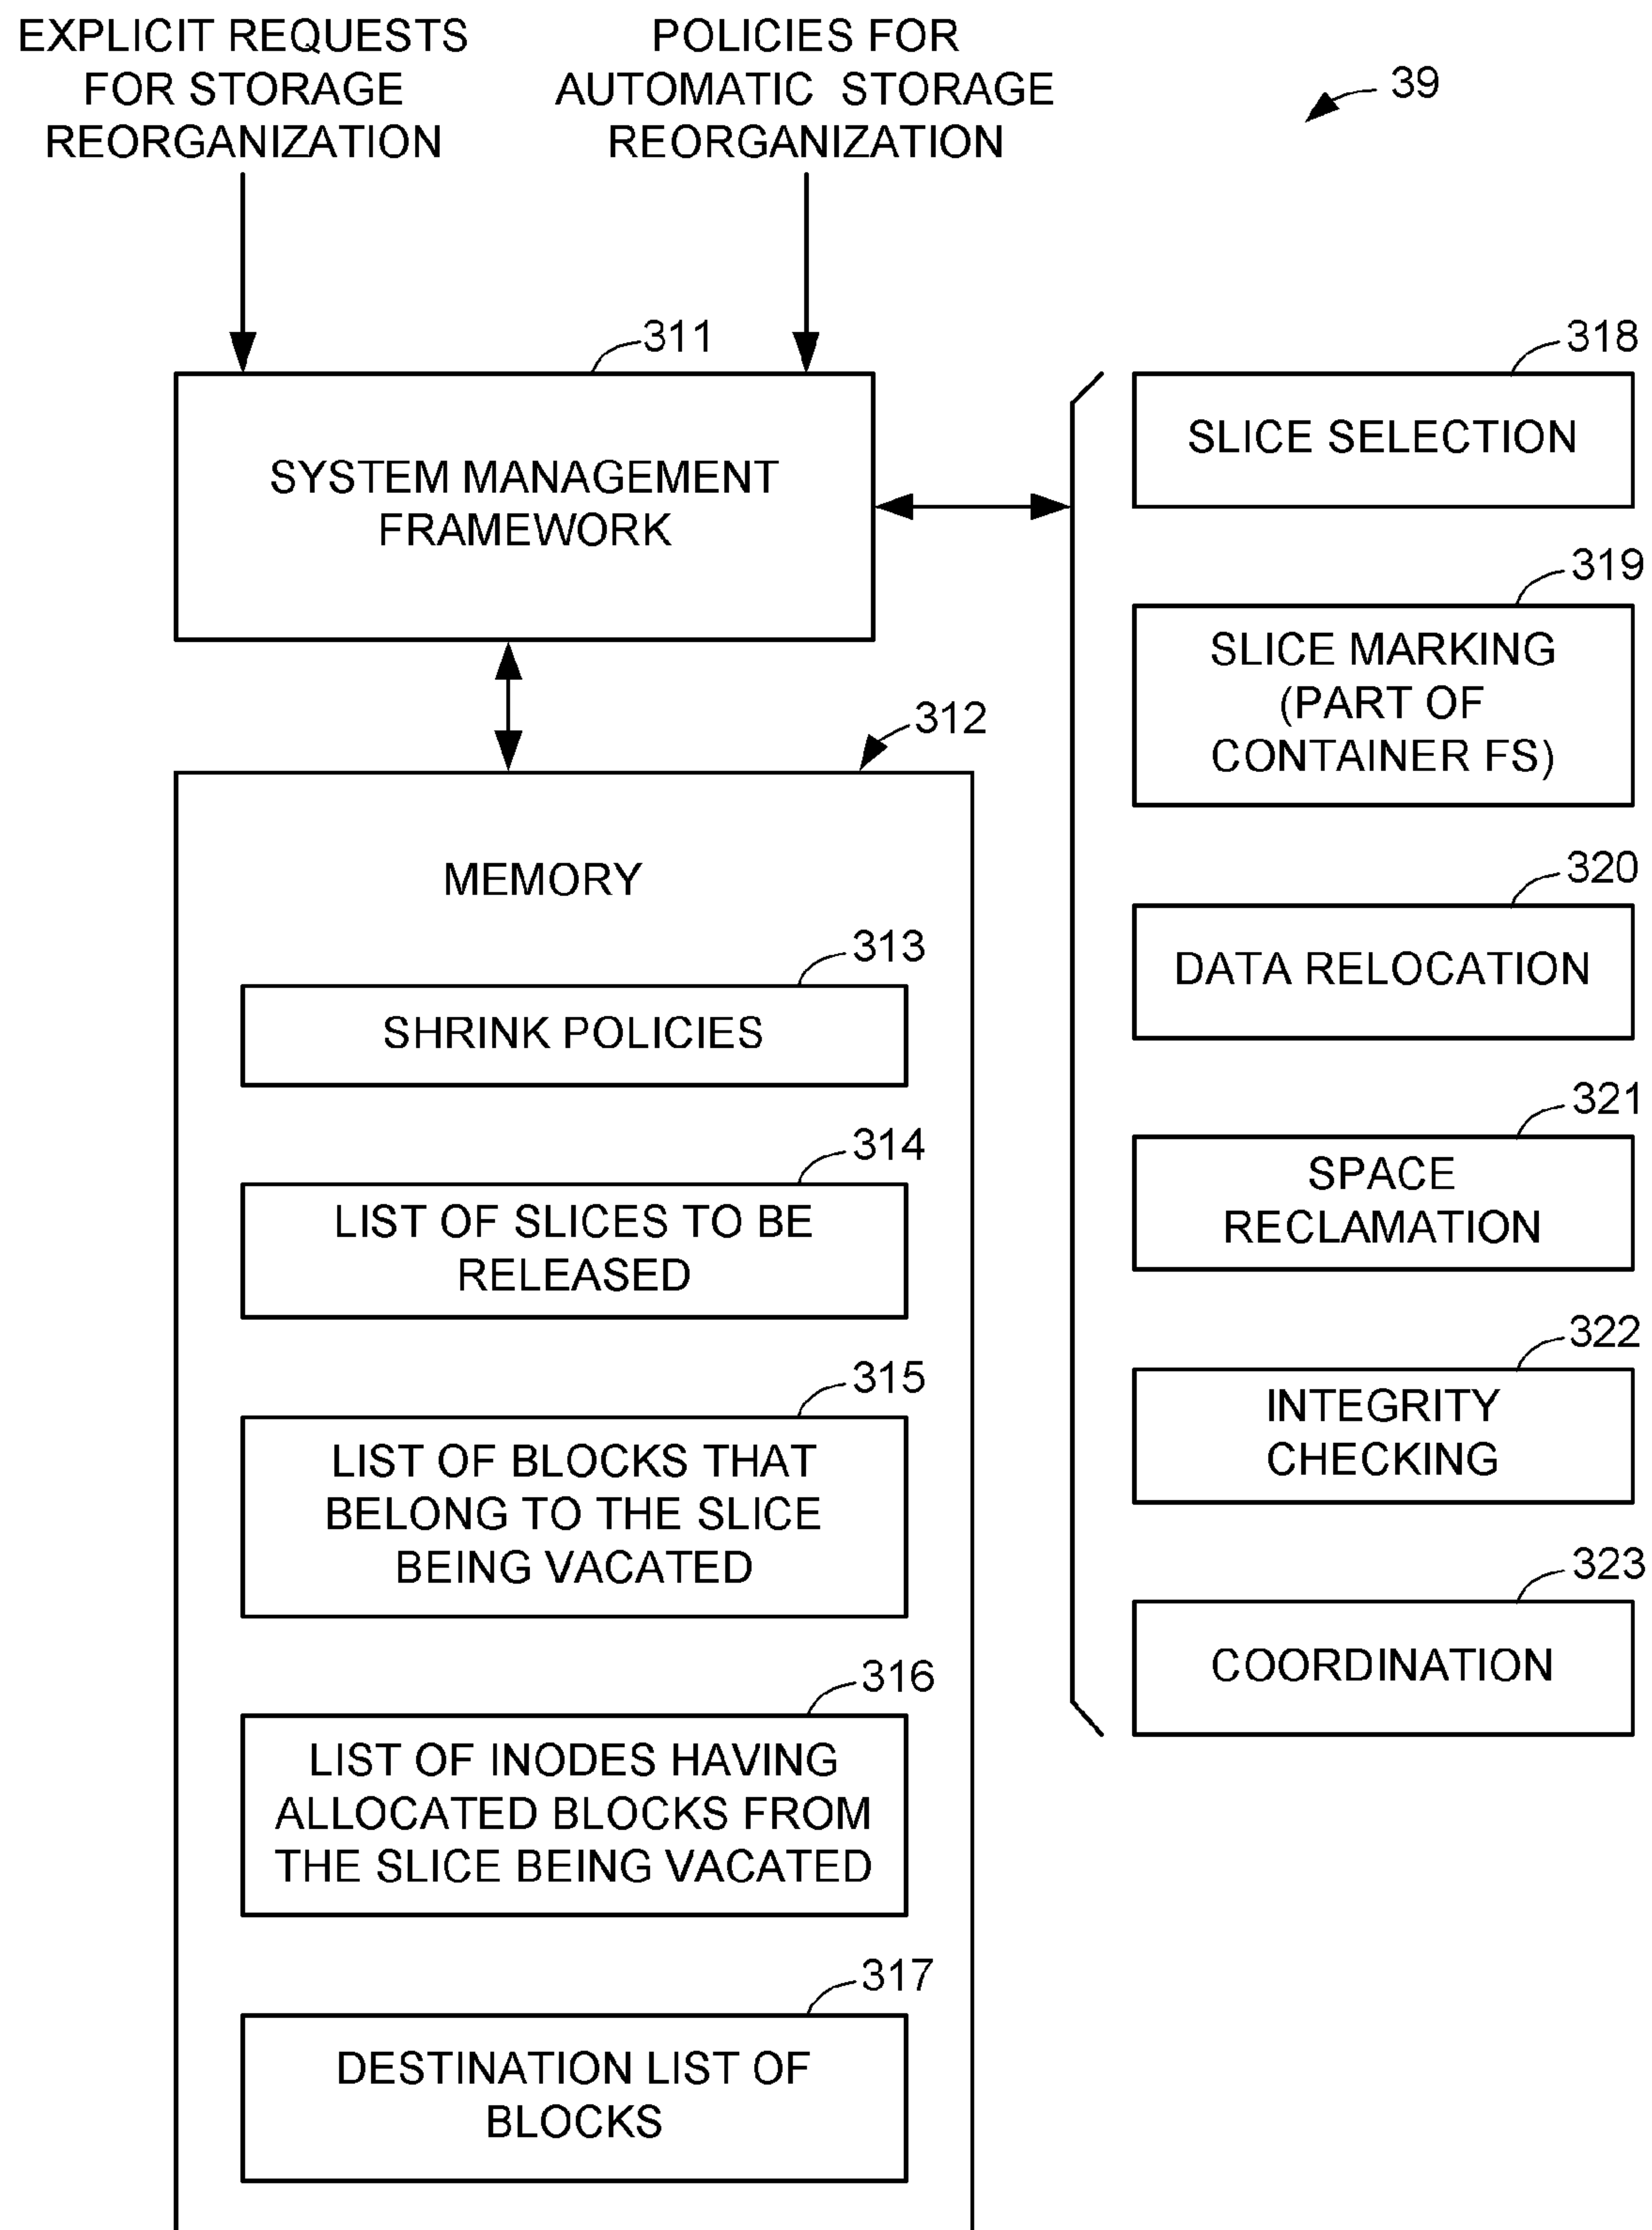 EXPLICIT REQUESTS
FOR STORAGE
REORGANIZATION
POLICIES FOR
AUTOMATIC STORAGE
REORGANIZATION
39
311
SYSTEM MANAGEMENT
FRAMEWORK
312
MEMORY
313
SHRINK POLICIES
314
LIST OF SLICES TO BE
RELEASED
315
LIST OF BLOCKS THAT
BELONG TO THE SLICE
BEING VACATED
316
LIST OF INODES HAVING
ALLOCATED BLOCKS FROM
THE SLICE BEING VACATED
317
DESTINATION LIST OF
BLOCKS
318
SLICE SELECTION
319
SLICE MARKING
(PART OF
CONTAINER FS)
320
DATA RELOCATION
321
SPACE
RECLAMATION
322
INTEGRITY
CHECKING
323
COORDINATION